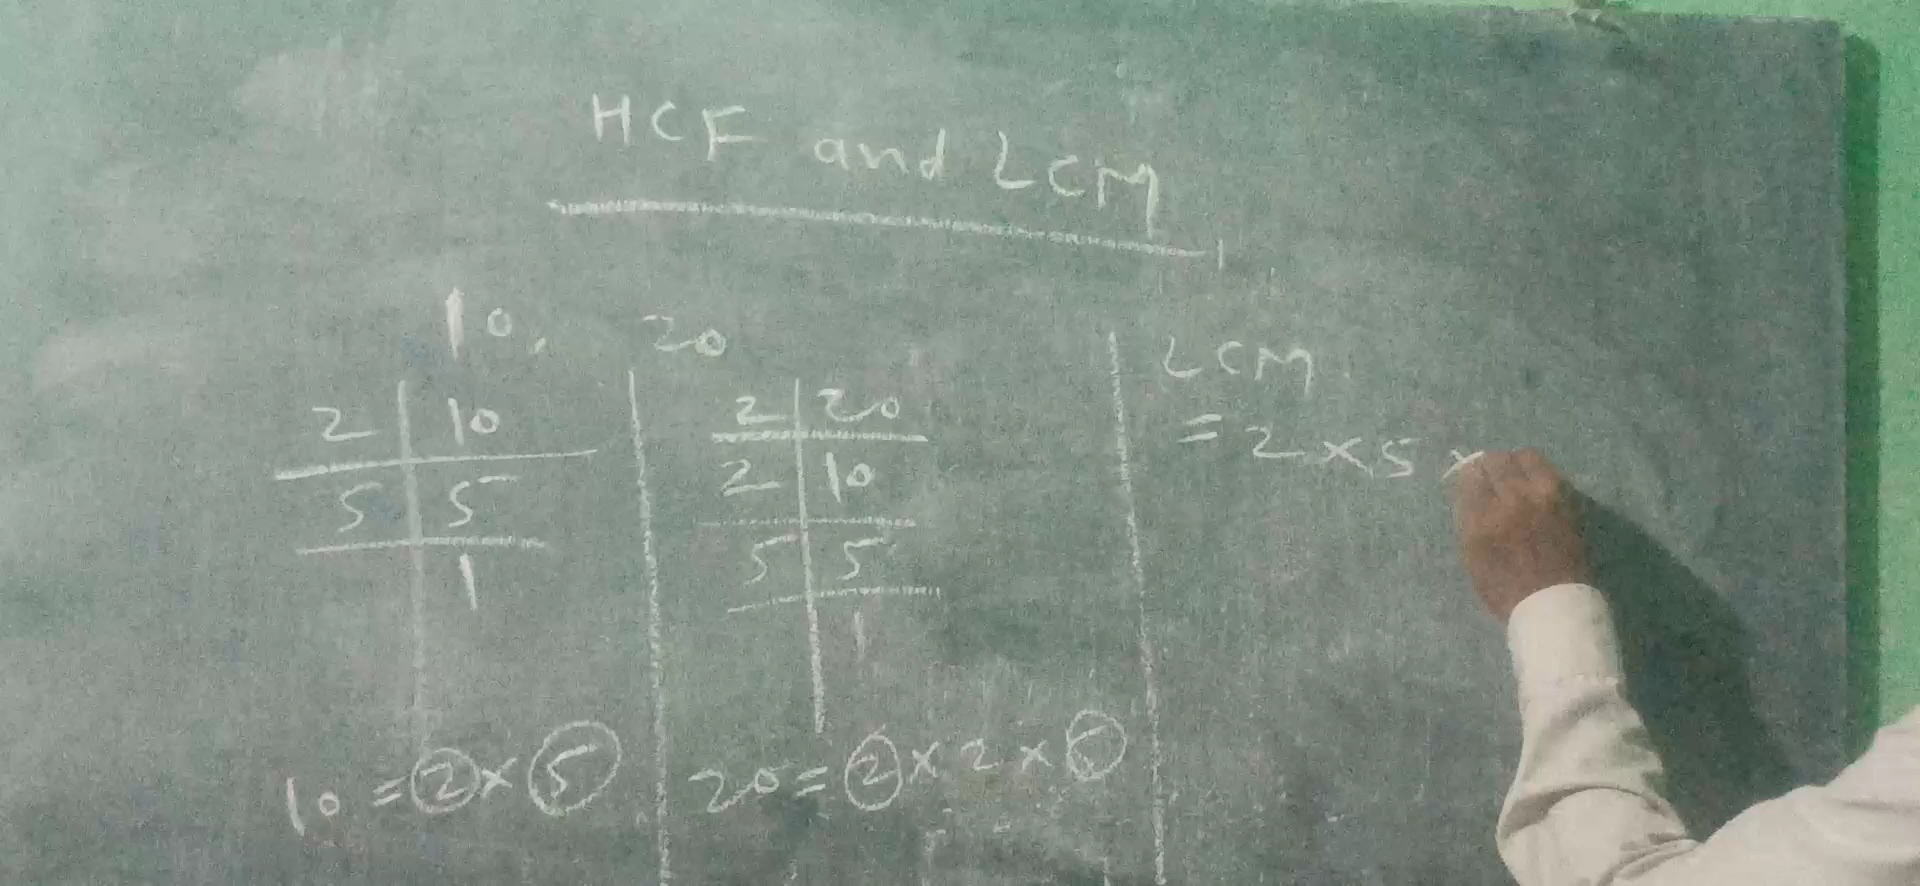 HCF and LCM
10, 20
2 | 10
5 | 5
1
2 | 20
2 | 10
5 | 5
1
10 = 2 × 5
20 = 2 × 2 × 5
LCM
= 2 × 5 ×